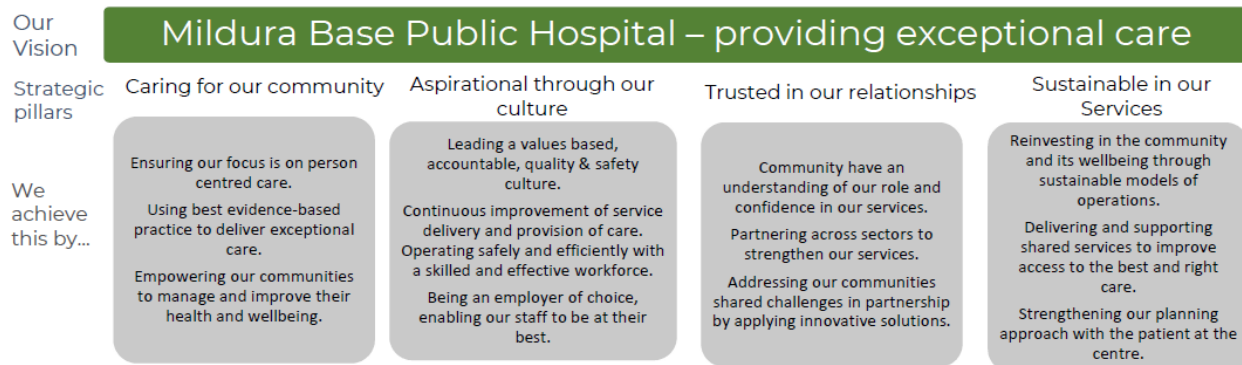 Our
Vision
Mildura Base Public Hospital – providing exceptional care
Strategic
pillars
Caring for our community
Aspirational through our
culture
Trusted in our relationships
Sustainable in our
Services
We
achieve
this by...
Ensuring our focus is on person
centred care.
Using best evidence-based
practice to deliver exceptional
care.
Empowering our communities
to manage and improve their
health and wellbeing.
Leading a values based,
accountable, quality & safety
culture.
Continuous improvement of service
delivery and provision of care.
Operating safely and efficiently with
a skilled and effective workforce.
Being an employer of choice,
enabling our staff to be at their
best.
Community have an
understanding of our role and
confidence in our services.
Partnering across sectors to
strengthen our services.
Addressing our communities
shared challenges in partnership
by applying innovative solutions.
Reinvesting in the community
and its wellbeing through
sustainable models of
operations.
Delivering and supporting
shared services to improve
access to the best and right
care.
Strengthening our planning
approach with the patient at the
centre.